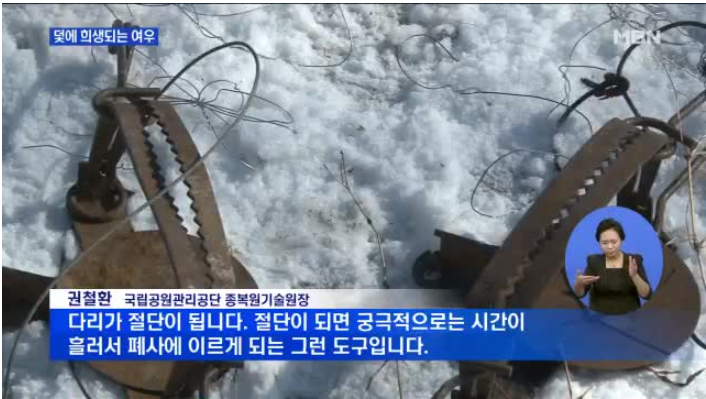 덫에 희생되는 여우
MBN
권철환 국립공원관리공단 종복원기술원장
다리가 절단이 됩니다. 절단이 되면 궁극적으로는 시간이
흘러서 폐사에 이르게 되는 그런 도구입니다.